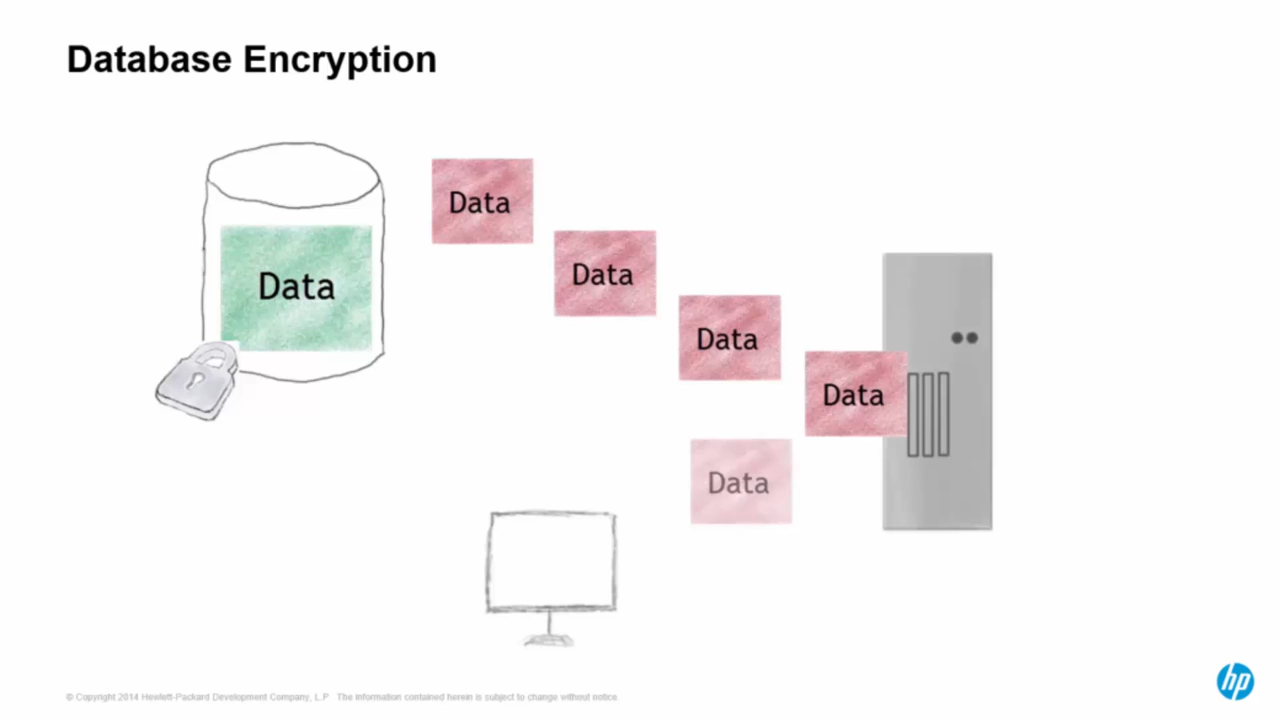 Database Encryption
Data
Data
Data
Data
Data
Data
© Copyright 2014 Hewlett-Packard Development Company, L.P. The information contained herein is subject to change without notice.
hp